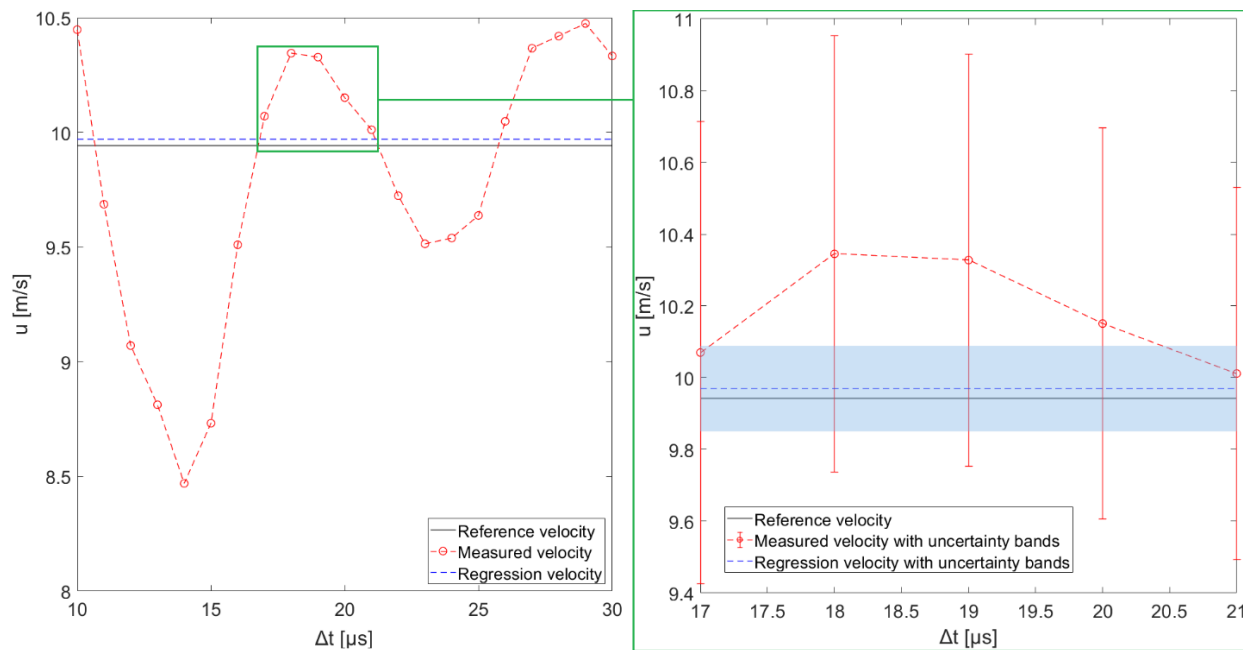 10.5
10
9.5
9
8.5
8
u [m/s]
10
15
20
25
30
Δt [μs]
Reference velocity
Measured velocity
Regression velocity
11
10.8
10.6
10.4
10.2
10
9.8
9.6
9.4
u [m/s]
17
17.5
18
18.5
19
19.5
20
20.5
21
Δt [μs]
Reference velocity
Measured velocity with uncertainty bands
Regression velocity with uncertainty bands